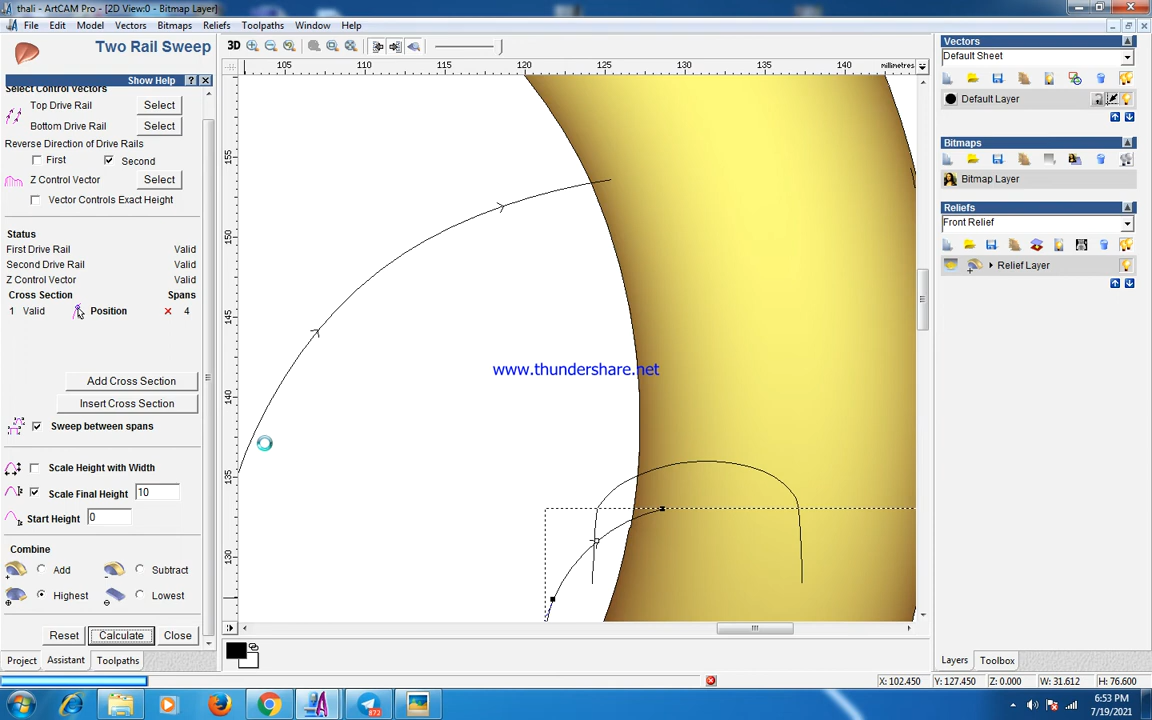 thali - ArtCAM Pro - [2D View:0 - Bitmap Layer]
File Edit Model Vectors Bitmaps Reliefs Toolpaths Window Help
Two Rail Sweep
Show Help ? ×
Select Control Vectors
Top Drive Rail Select
Bottom Drive Rail Select
Reverse Direction of Drive Rails
First Second
Z Control Vector Select
Vector Controls Exact Height
Status
First Drive Rail Valid
Second Drive Rail Valid
Z Control Vector Valid
Cross Section Spans
1 Valid Position 4
Add Cross Section
Insert Cross Section
Sweep between spans
Scale Height with Width
Scale Final Height 10
Start Height 0
Combine
Add Subtract
Highest Lowest
Reset Calculate Close
Project Assistant Toolpaths
3D
105 110 115 120 125 130 135 140 millimetres
155
150
145
140
135
130
www.thundershare.net
Vectors
Default Sheet
Default Layer
Bitmaps
Bitmap Layer
Reliefs
Front Relief
Relief Layer
Layers Toolbox
X: 102.450 Y: 127.450 Z: 0.000 W: 31.612 H: 76.600
872
6:53 PM
7/19/2021